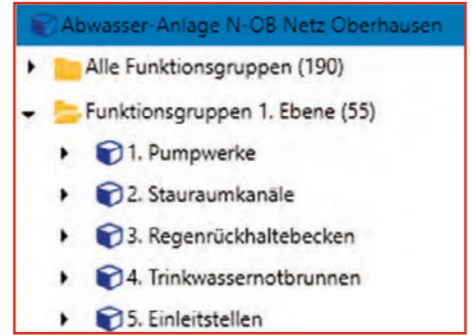 Abwasser-Anlage N-OB Netz Oberhausen
Alle Funktionsgruppen (190)
Funktionsgruppen 1. Ebene (55)
1. Pumpwerke
2. Stauraumkanäle
3. Regenrückhaltebecken
4. Trinkwassernotbrunnen
5. Einleitstellen